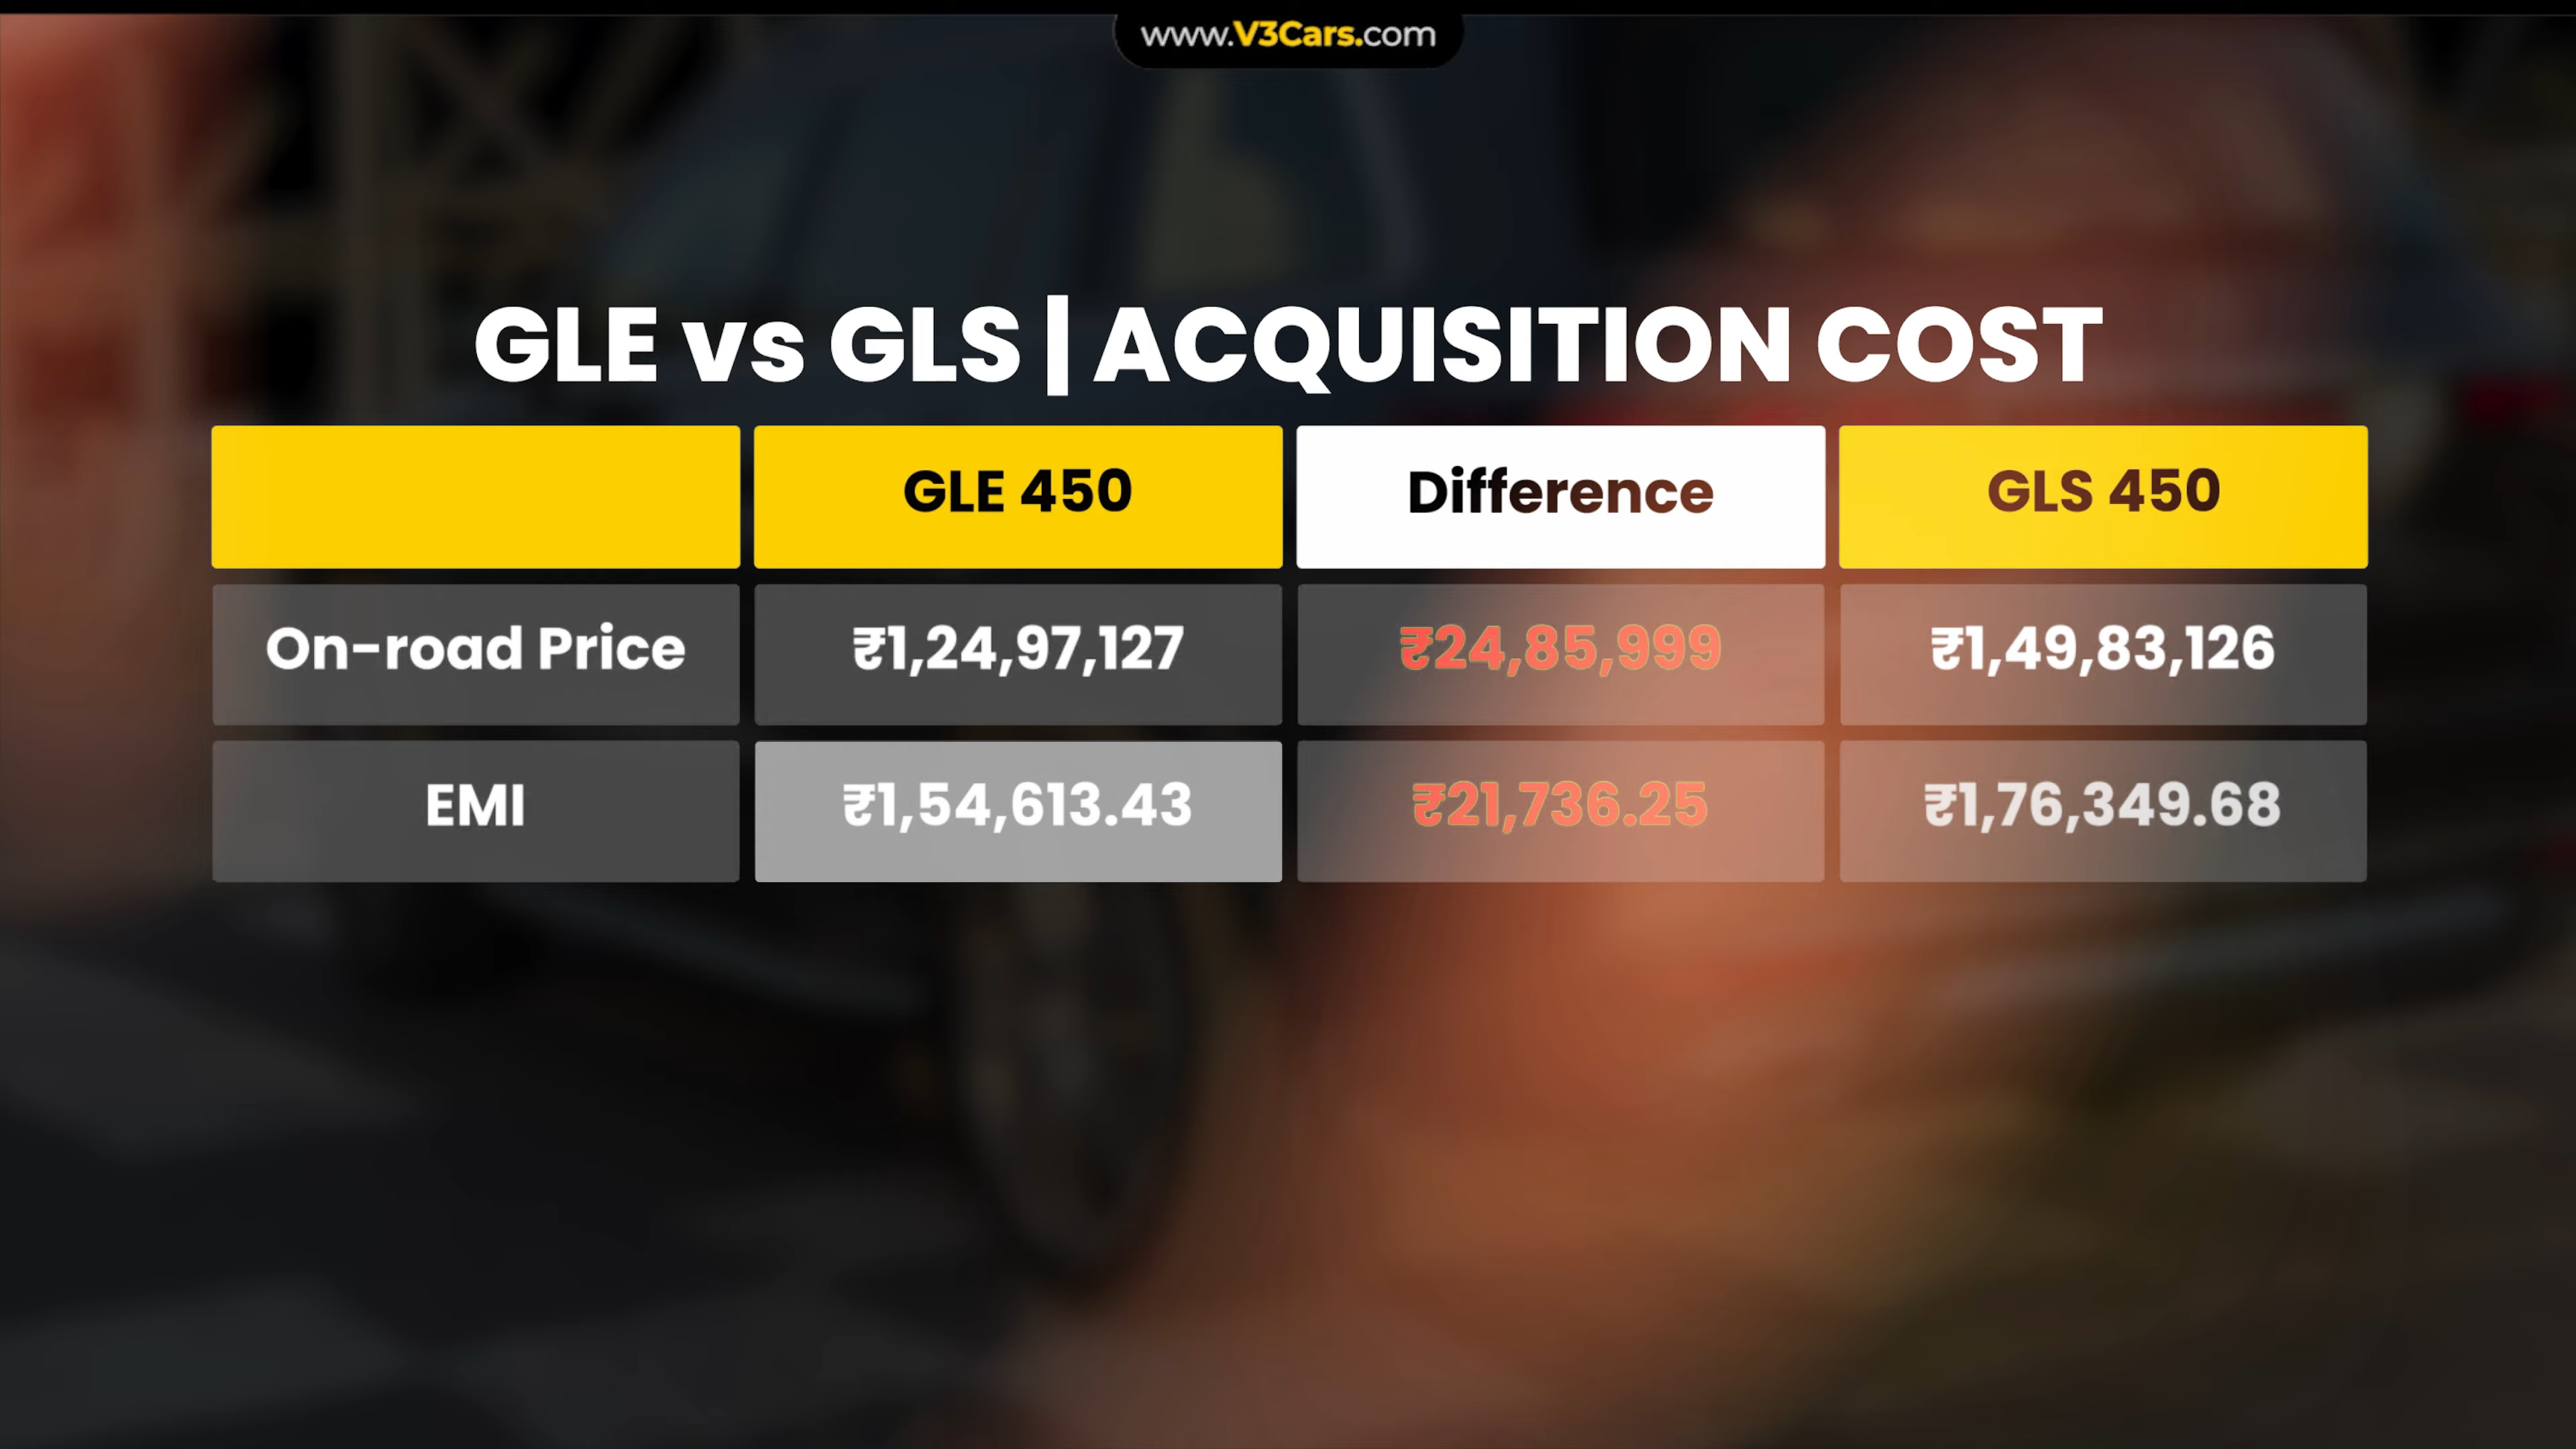 www.V3Cars.com
GLE vs GLS | ACQUISITION COST
GLE 450 Difference GLS 450
On-road Price ₹1,24,97,127 ₹24,85,999 ₹1,49,83,126
EMI ₹1,54,613.43 ₹21,736.25 ₹1,76,349.68